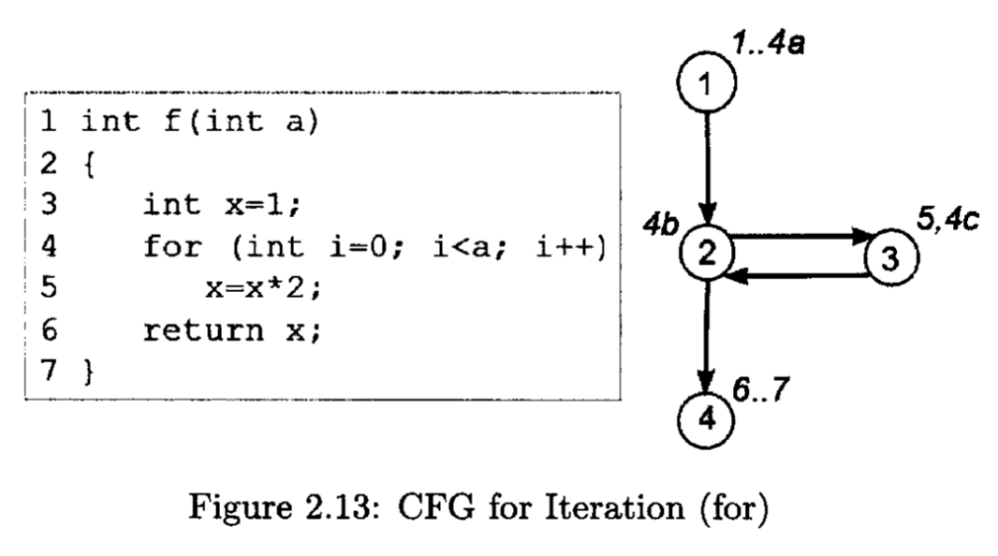 1 int f(int a)
2 {
3 int x=1;
4 for (int i=0; i<a; i++)
5 x=x*2;
6 return x;
7 }
1..4a
1
4b
2
5,4c
3
6..7
4
Figure 2.13: CFG for Iteration (for)